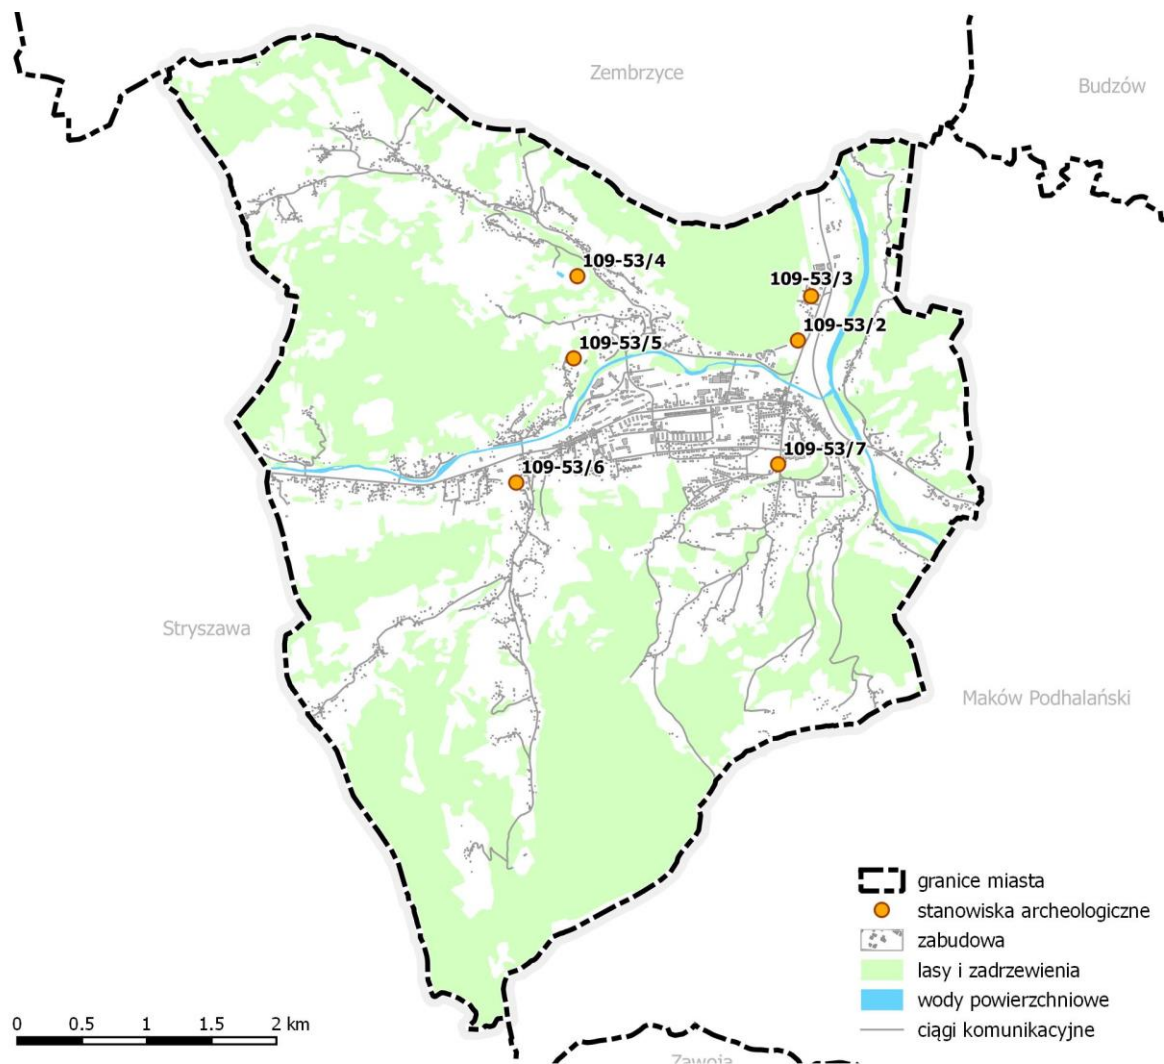 Zembrzyce
Budzów
109-53/4
109-53/3
109-53/2
109-53/5
109-53/7
109-53/6
Stryszawa
Maków Podhalański
granice miasta
stanowiska archeologiczne
zabudowa
lasy i zadrzewienia
wody powierzchniowe
ciągi komunikacyjne
0 0.5 1 1.5 2 km
Zawoja